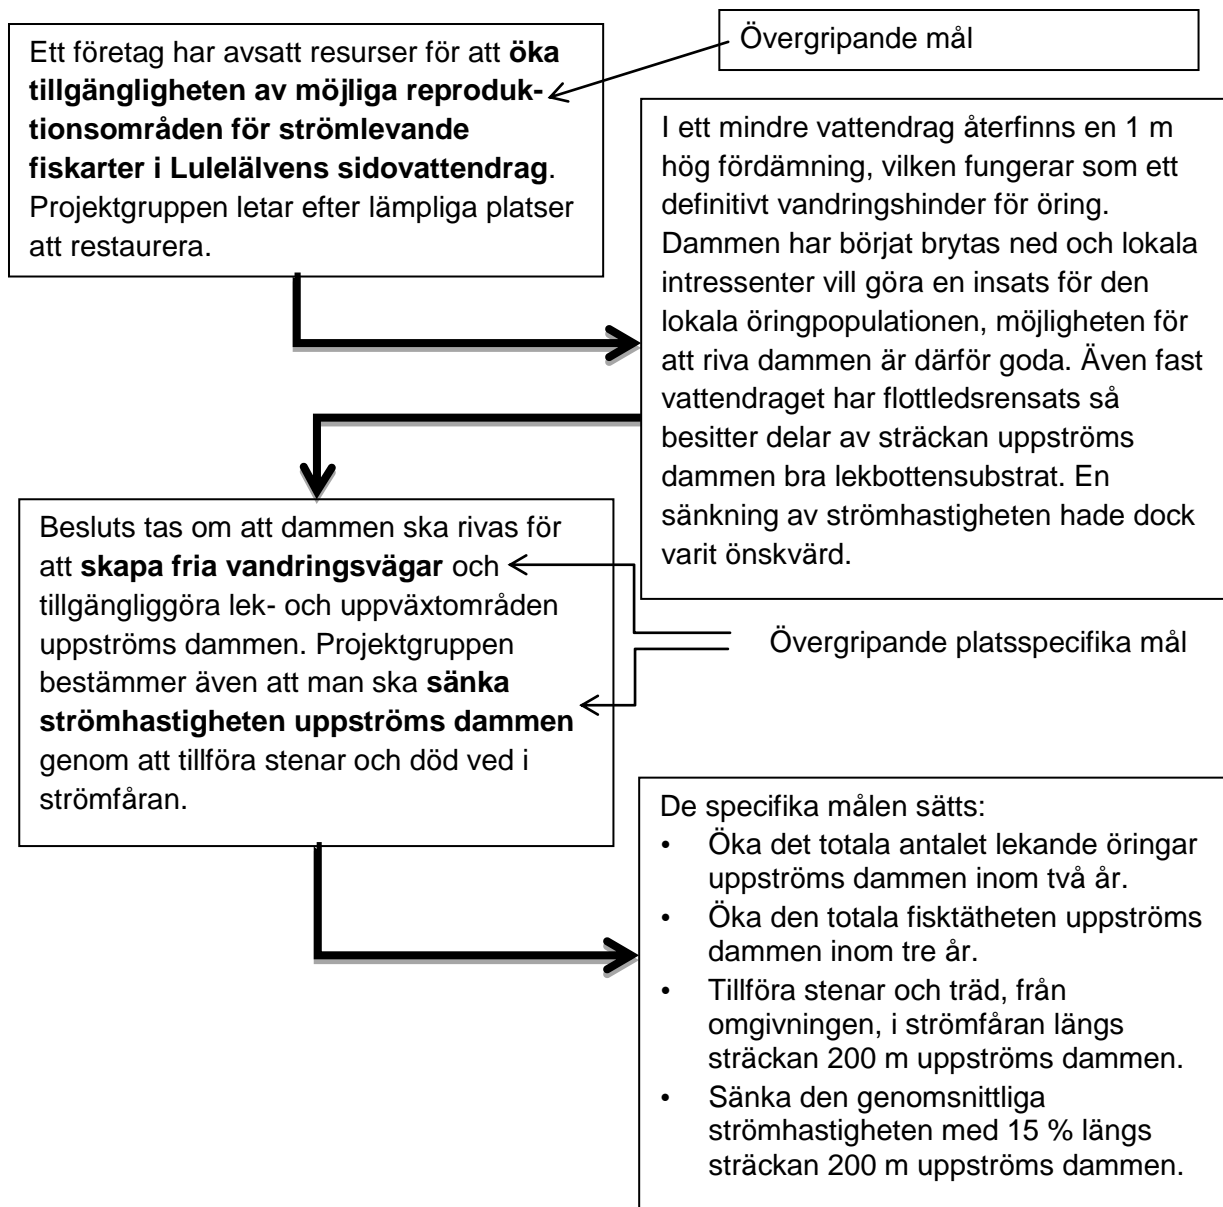 Ett företag har avsatt resurser för att öka
tillgängligheten av möjliga reproduk-
tionsområden för strömlevande
fiskarter i Lulelälvens sidovattendrag.
Projektgruppen letar efter lämpliga platser
att restaurera.
Övergripande mål
I ett mindre vattendrag återfinns en 1 m
hög fördämning, vilken fungerar som ett
definitivt vandringshinder för öring.
Dammen har börjat brytas ned och lokala
intressenter vill göra en insats för den
lokala öringpopulationen, möjligheten för
att riva dammen är därför goda. Även fast
vattendraget har flottledsrensats så
besitter delar av sträckan uppströms
dammen bra lekbottensubstrat. En
sänkning av strömhastigheten hade dock
varit önskvärd.
Besluts tas om att dammen ska rivas för
att skapa fria vandringsvägar och
tillgängliggöra lek- och uppväxtområden
uppströms dammen. Projektgruppen
bestämmer även att man ska sänka
strömhastigheten uppströms dammen
genom att tillföra stenar och död ved i
strömfåran.
Övergripande platsspecifika mål
De specifika målen sätts:
• Öka det totala antalet lekande öringar
uppströms dammen inom två år.
• Öka den totala fisktätheten uppströms
dammen inom tre år.
• Tillföra stenar och träd, från
omgivningen, i strömfåran längs
sträckan 200 m uppströms dammen.
• Sänka den genomsnittliga
strömhastigheten med 15 % längs
sträckan 200 m uppströms dammen.